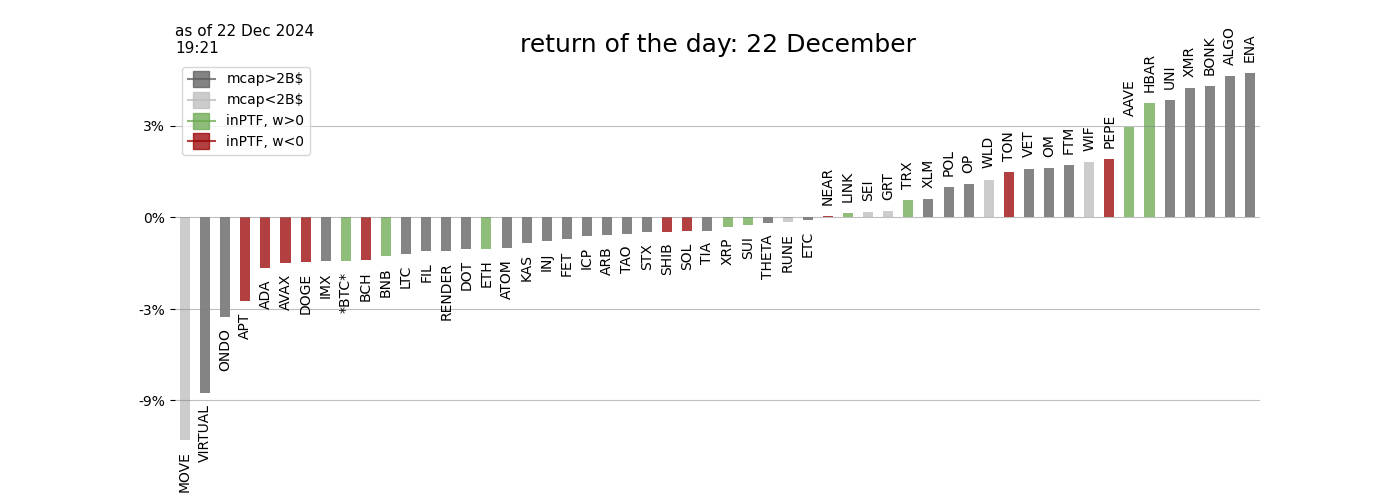 as of 22 Dec 2024
19:21
return of the day: 22 December
mcap>2B$
mcap<2B$
inPTF, w>0
inPTF, w<0
3%
0%
-3%
-9%
MOVE
VIRTUAL
ONDO
APT
ADA
AVAX
DOGE
IMX
*BTC*
BCH
BNB
LTC
FIL
RENDER
DOT
ETH
ATOM
KAS
INJ
FET
ICP
ARB
TAO
STX
SHIB
SOL
TIA
XRP
SUI
THETA
RUNE
ETC
NEAR
LINK
SEI
GRT
TRX
XLM
POL
OP
WLD
TON
VET
OM
FTM
WIF
PEPE
AAVE
HBAR
UNI
XMR
BONK
ALGO
ENA